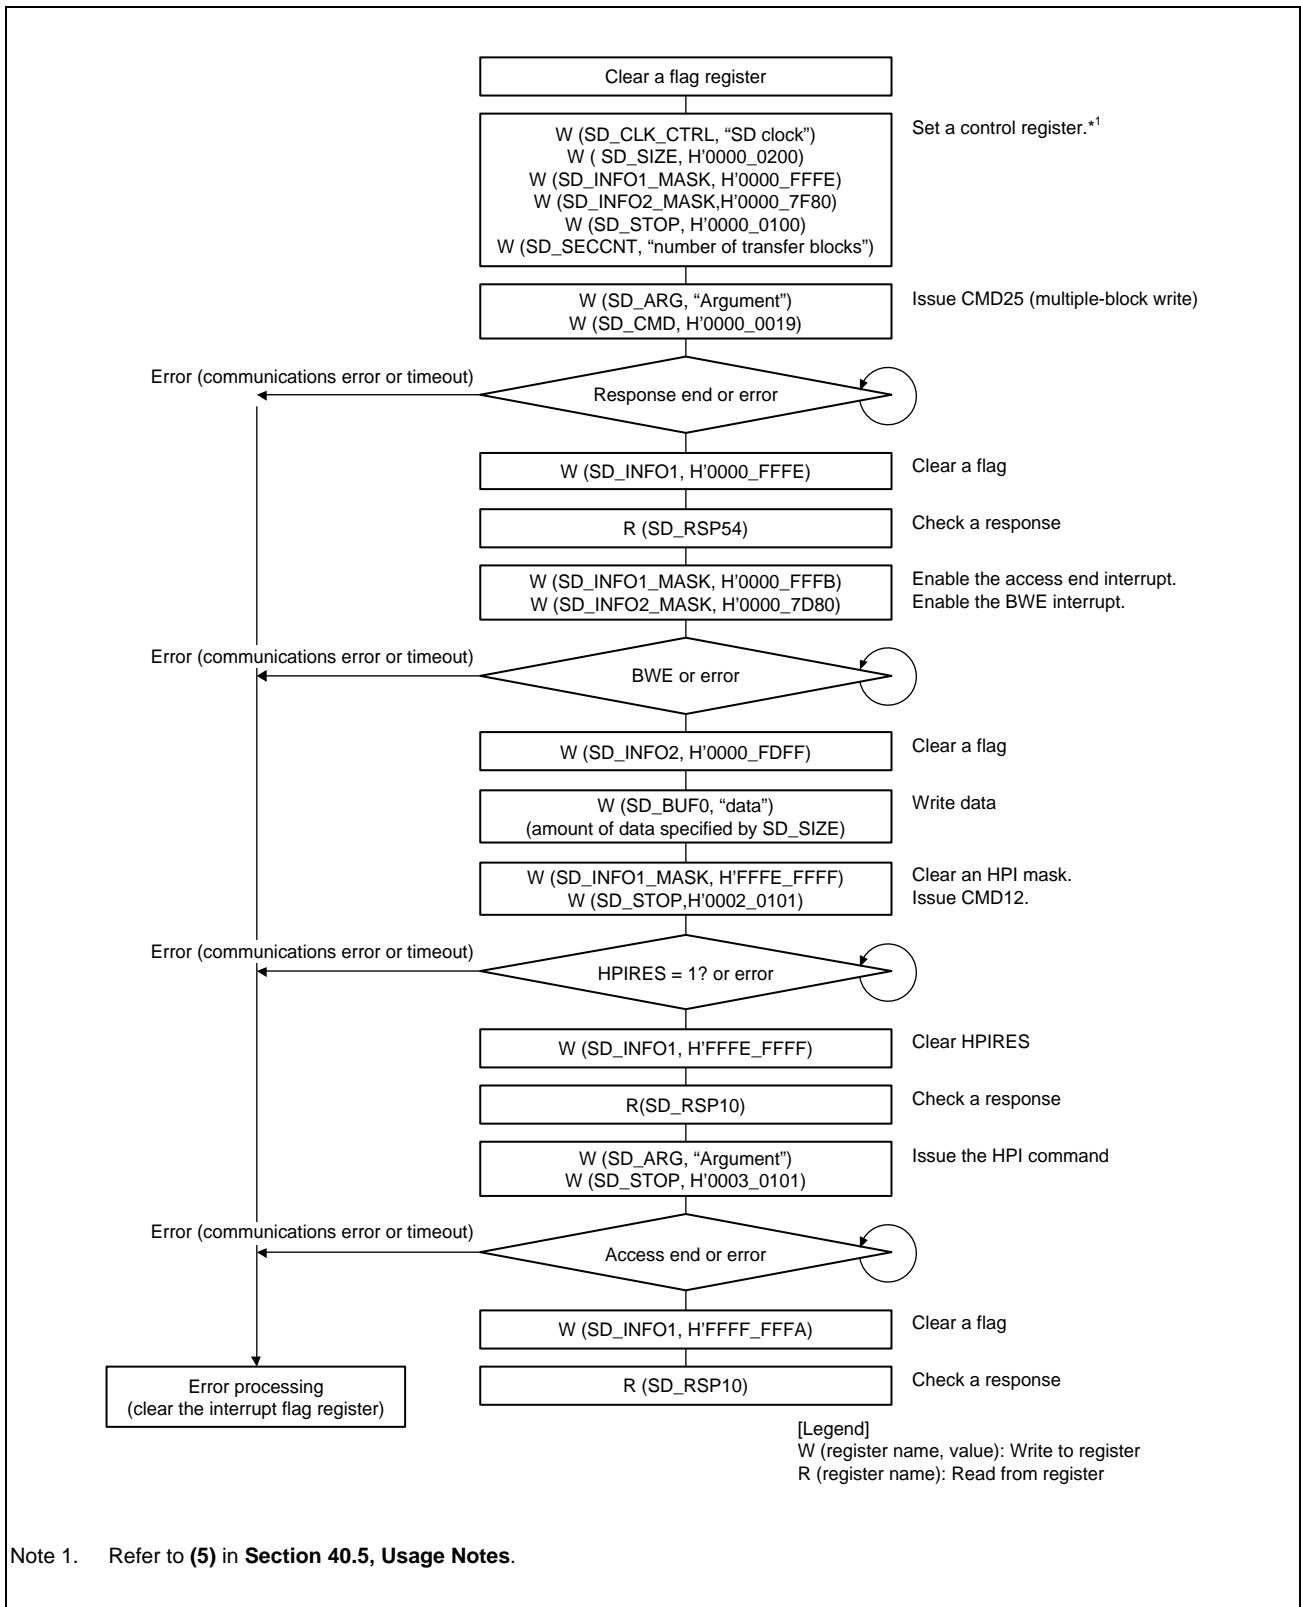 Clear a flag register
W (SD_CLK_CTRL, “SD clock”)
W ( SD_SIZE, H'0000_0200)
W (SD_INFO1_MASK, H'0000_FFFE)
W (SD_INFO2_MASK,H'0000_7F80)
W (SD_STOP, H'0000_0100)
W (SD_SECCNT, “number of transfer blocks”)
Set a control register.*1
W (SD_ARG, “Argument”)
W (SD_CMD, H'0000_0019)
Issue CMD25 (multiple-block write)
Error (communications error or timeout)
Response end or error
W (SD_INFO1, H'0000_FFFE)
Clear a flag
R (SD_RSP54)
Check a response
W (SD_INFO1_MASK, H'0000_FFFB)
W (SD_INFO2_MASK, H'0000_7D80)
Enable the access end interrupt.
Enable the BWE interrupt.
Error (communications error or timeout)
BWE or error
W (SD_INFO2, H'0000_FDFF)
Clear a flag
W (SD_BUF0, “data”)
(amount of data specified by SD_SIZE)
Write data
W (SD_INFO1_MASK, H'FFFE_FFFF)
W (SD_STOP,H'0002_0101)
Clear an HPI mask.
Issue CMD12.
Error (communications error or timeout)
HPIRES = 1? or error
W (SD_INFO1, H'FFFE_FFFF)
Clear HPIRES
R(SD_RSP10)
Check a response
W (SD_ARG, “Argument”)
W (SD_STOP, H'0003_0101)
Issue the HPI command
Error (communications error or timeout)
Access end or error
W (SD_INFO1, H'FFFF_FFFA)
Clear a flag
Error processing
(clear the interrupt flag register)
R (SD_RSP10)
Check a response
[Legend]
W (register name, value): Write to register
R (register name): Read from register
Note 1. Refer to (5) in Section 40.5, Usage Notes.